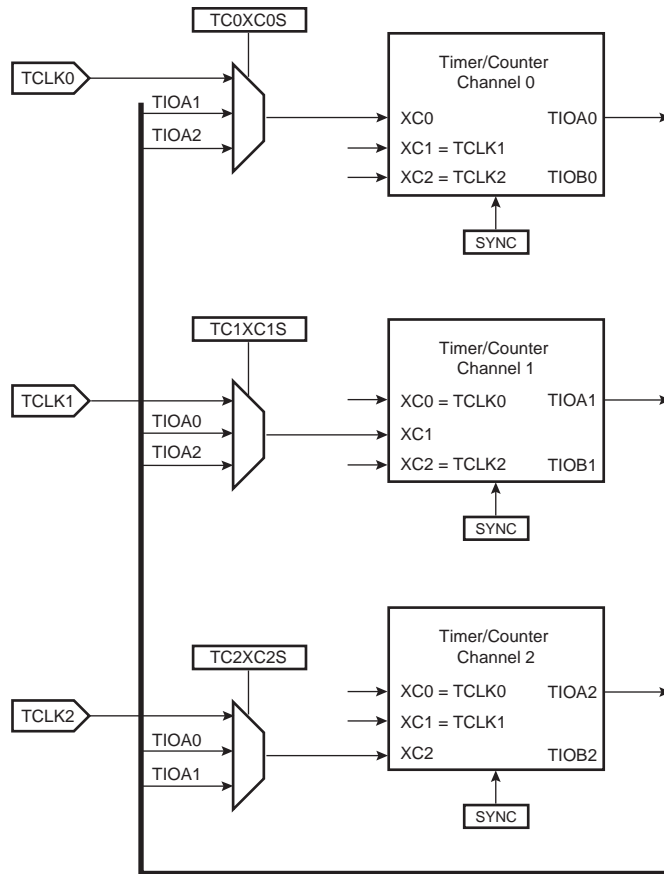 TC0XC0S
TCLK0
TIOA1
TIOA2
Timer/Counter
Channel 0
XC0
TIOA0
XC1 = TCLK1
XC2 = TCLK2
TIOB0
SYNC
TC1XC1S
TCLK1
TIOA0
TIOA2
Timer/Counter
Channel 1
XC0 = TCLK0
TIOA1
XC1
XC2 = TCLK2
TIOB1
SYNC
TC2XC2S
TCLK2
TIOA0
TIOA1
Timer/Counter
Channel 2
XC0 = TCLK0
TIOA2
XC1 = TCLK1
XC2
TIOB2
SYNC